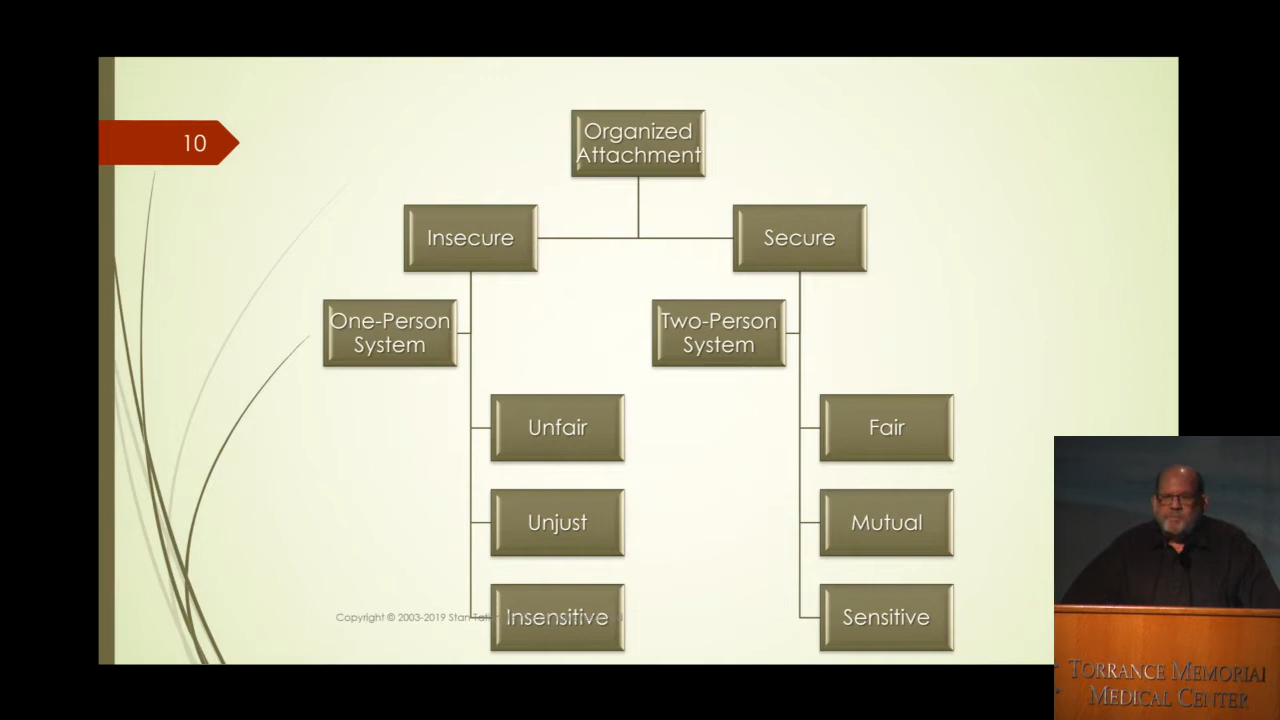 10
Organized
Attachment
Insecure
Secure
One-Person
System
Two-Person
System
Unfair
Fair
Unjust
Mutual
Copyright © 2003-2019 Stan
Insensitive
Sensitive
TORRANCE MEMORIAL
MEDICAL CENTER